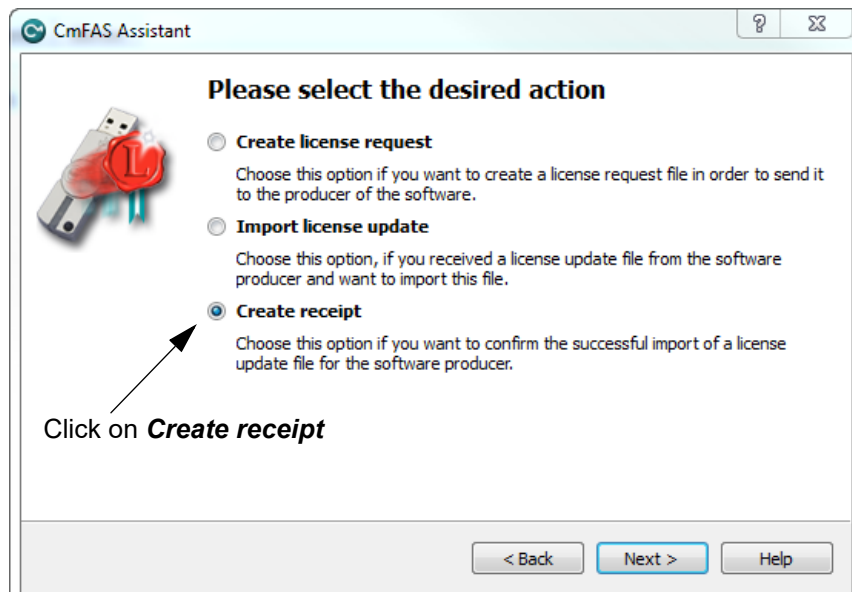 CmFAS Assistant
Please select the desired action
Create license request
Choose this option if you want to create a license request file in order to send it
to the producer of the software.
Import license update
Choose this option, if you received a license update file from the software
producer and want to import this file.
Create receipt
Choose this option if you want to confirm the successful import of a license
update file for the software producer.
Click on Create receipt
< Back Next > Help